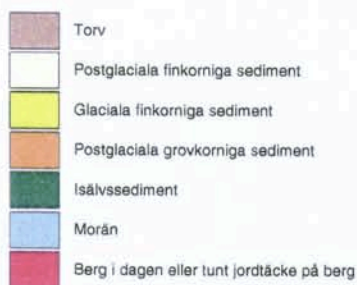 Torv
Postglaciala finkorniga sediment
Glaciala finkorniga sediment
Postglaciala grovkorniga sediment
Isälvssediment
Morän
Berg i dagen eller tunt jordtäcke på berg